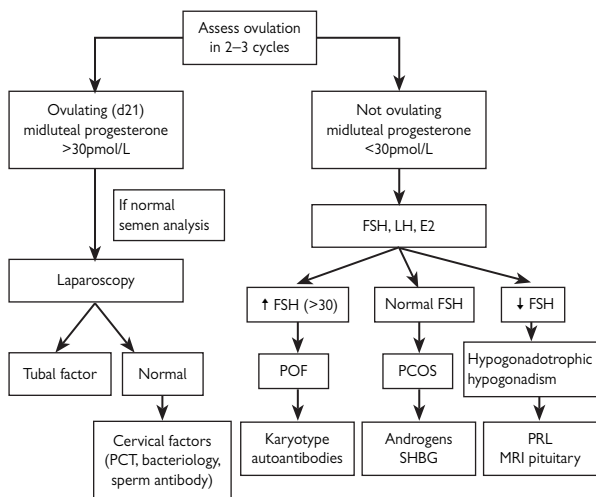 Assess ovulation
in 2–3 cycles
Ovulating (d21)
midluteal progesterone
>30pmol/L
Not ovulating
midluteal progesterone
<30pmol/L
If normal
semen analysis
FSH, LH, E2
Laparoscopy
↑ FSH (>30)
Normal FSH
↓ FSH
Tubal factor
Normal
POF
PCOS
Hypogonadotrophic
hypogonadism
Cervical factors
(PCT, bacteriology,
sperm antibody)
Karyotype
autoantibodies
Androgens
SHBG
PRL
MRI pituitary